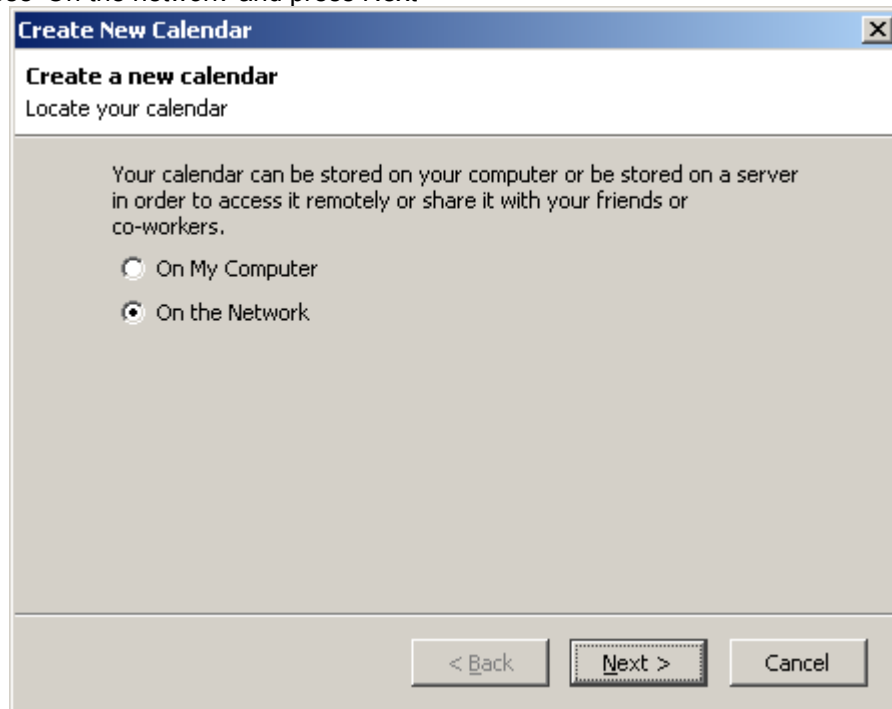 Create New Calendar
Create a new calendar
Locate your calendar
Your calendar can be stored on your computer or be stored on a server
in order to access it remotely or share it with your friends or
co-workers.
On My Computer
On the Network
< Back
Next >
Cancel